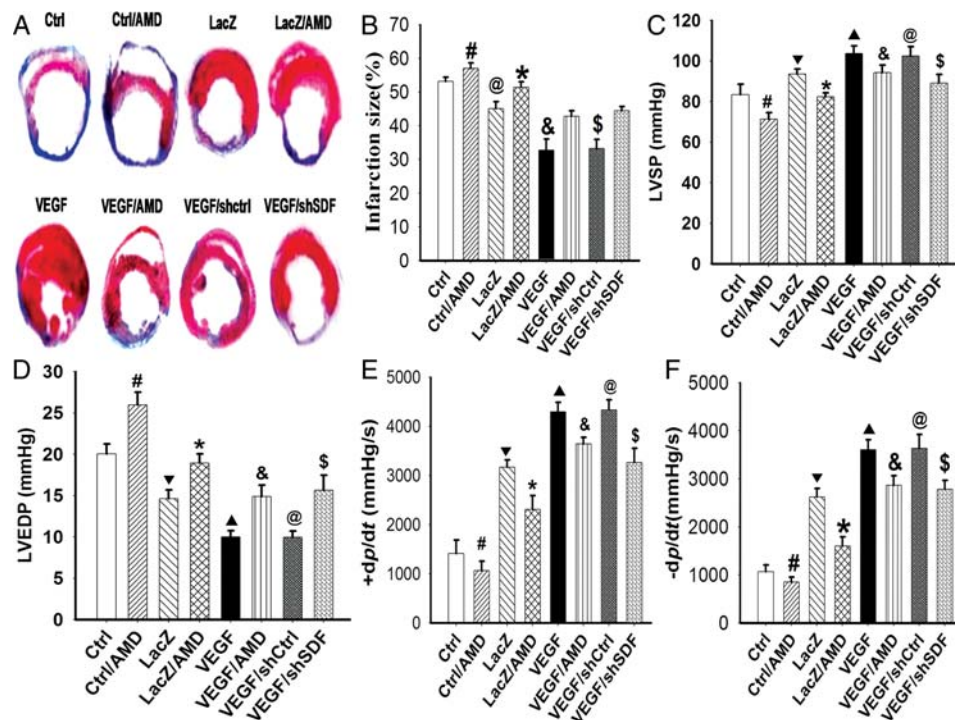 A
Ctrl Ctrl/AMD LacZ LacZ/AMD
VEGF VEGF/AMD VEGF/shctrl VEGF/shSDF
B
Infarction size(%)
70
60
50
40
30
20
10
0
# @ * & $
Ctrl
Ctrl/AMD
LacZ
LacZ/AMD
VEGF
VEGF/AMD
VEGF/shCtrl
VEGF/shSDF
C
LVSP (mmHg)
120
100
80
60
40
20
0
# ▼ * ▲ & @ $
Ctrl
Ctrl/AMD
LacZ
LacZ/AMD
VEGF
VEGF/AMD
VEGF/shCtrl
VEGF/shSDF
D
LVEDP (mmHg)
30
25
20
15
10
5
0
# ▼ * ▲ & @ $
Ctrl
Ctrl/AMD
LacZ
LacZ/AMD
VEGF
VEGF/AMD
VEGF/shCtrl
VEGF/shSDF
E
+dp/dt (mmHg/s)
5000
4000
3000
2000
1000
0
# ▼ * ▲ & @ $
Ctrl
Ctrl/AMD
LacZ
LacZ/AMD
VEGF
VEGF/AMD
VEGF/shCtrl
VEGF/shSDF
F
-dp/dt(mmHg/s)
5000
4000
3000
2000
1000
0
# ▼ * ▲ & @ $
Ctrl
Ctrl/AMD
LacZ
LacZ/AMD
VEGF
VEGF/AMD
VEGF/shCtrl
VEGF/shSDF